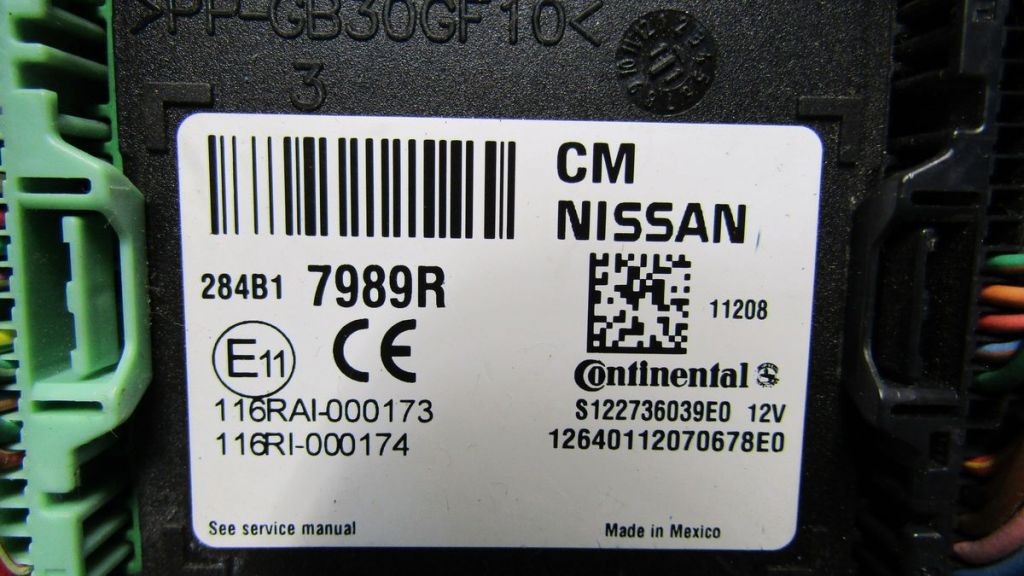 >PP-GB30GF10<
3
CM
NISSAN
284B1 7989R
11208
E11 CE
Continental
116RAI-000173
S122736039E0 12V
116RI-000174
12640112070678E0
See service manual
Made in Mexico